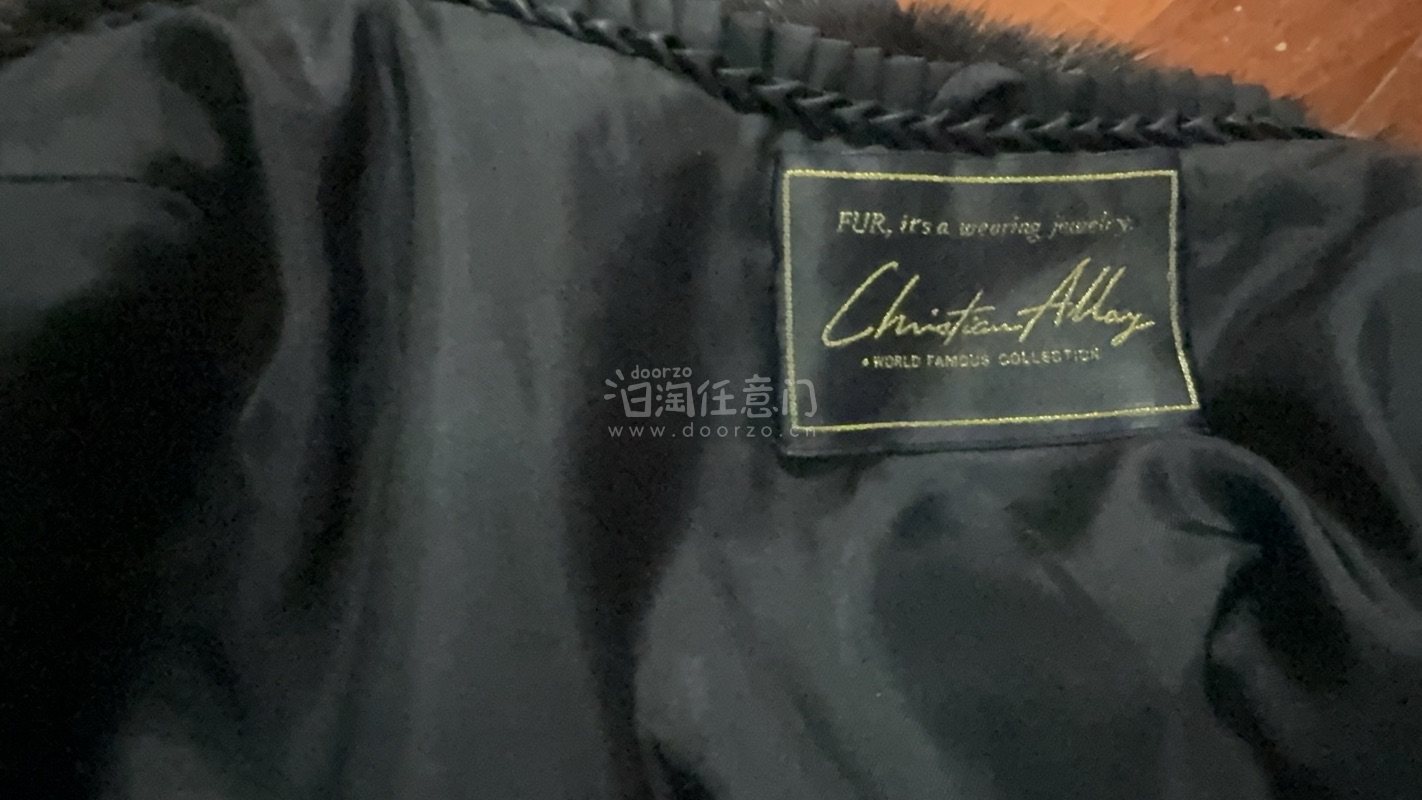 FUR, it's a wearing jewelry.
Christian Allay
WORLD FAMOUS COLLECTION
doorzo
日淘任意门
www.doorzo.cn